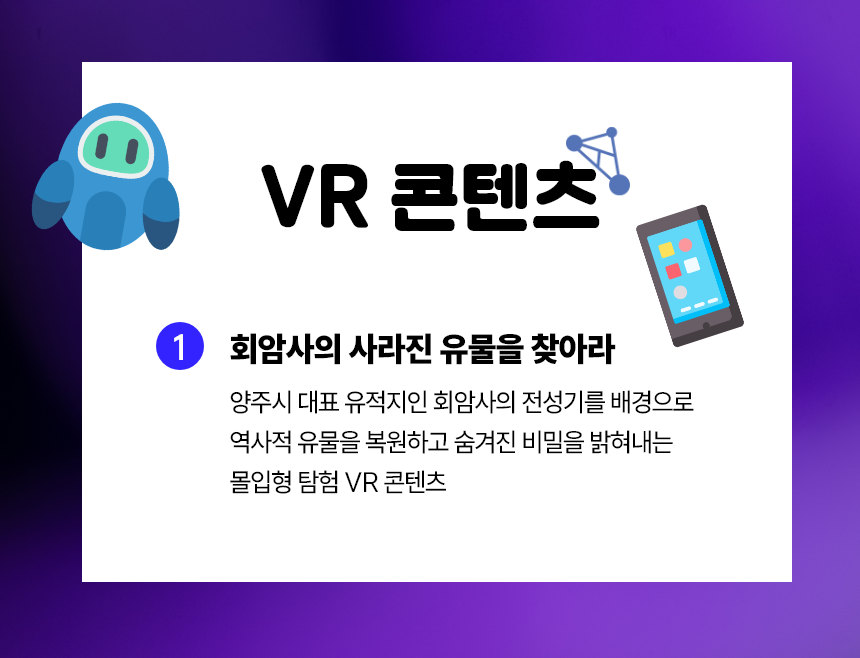 VR 콘텐츠
1 회암사의 사라진 유물을 찾아라
양주시 대표 유적지인 회암사의 전성기를 배경으로
역사적 유물을 복원하고 숨겨진 비밀을 밝혀내는
몰입형 탐험 VR 콘텐츠